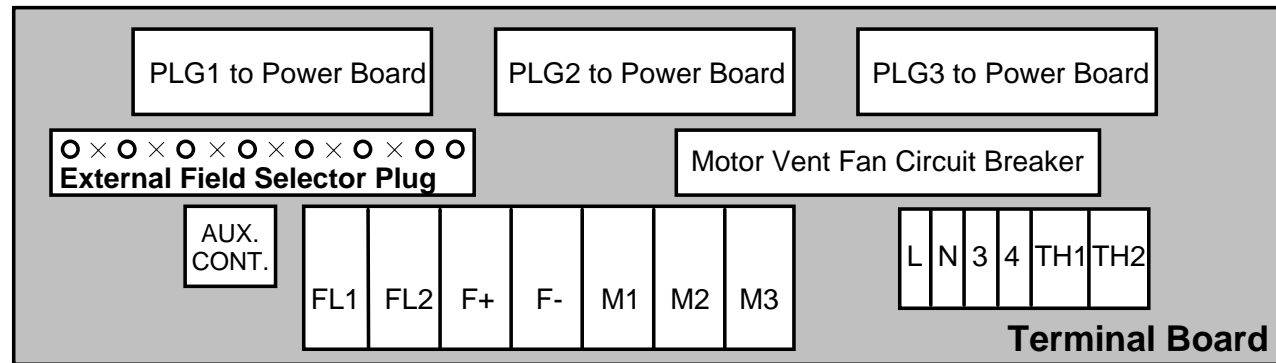 PLG1 to Power Board
PLG2 to Power Board
PLG3 to Power Board
External Field Selector Plug
Motor Vent Fan Circuit Breaker
AUX.
CONT.
FL1 FL2 F+ F- M1 M2 M3
L N 3 4 TH1 TH2
Terminal Board